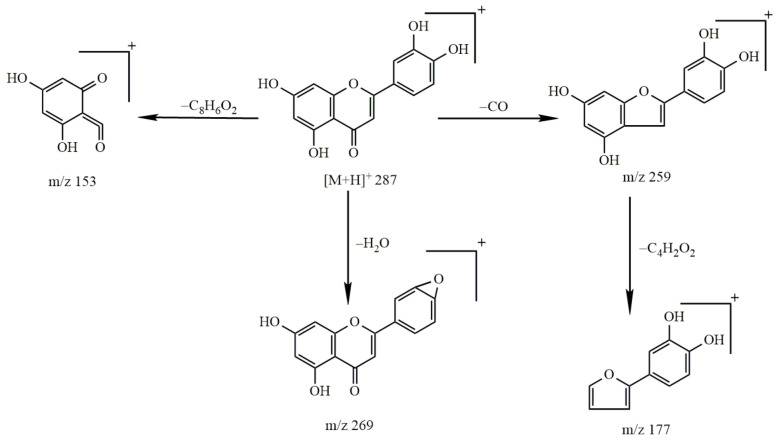 OH
OH
HO
O
OH
O
+
–C₈H₆O₂
m/z 153
HO
O
OH
O
OH
OH
+
[M+H]⁺ 287
–CO
HO
O
OH
OH
OH
+
m/z 259
–H₂O
–C₄H₂O₂
HO
O
O
OH
O
+
m/z 269
O
OH
OH
+
m/z 177